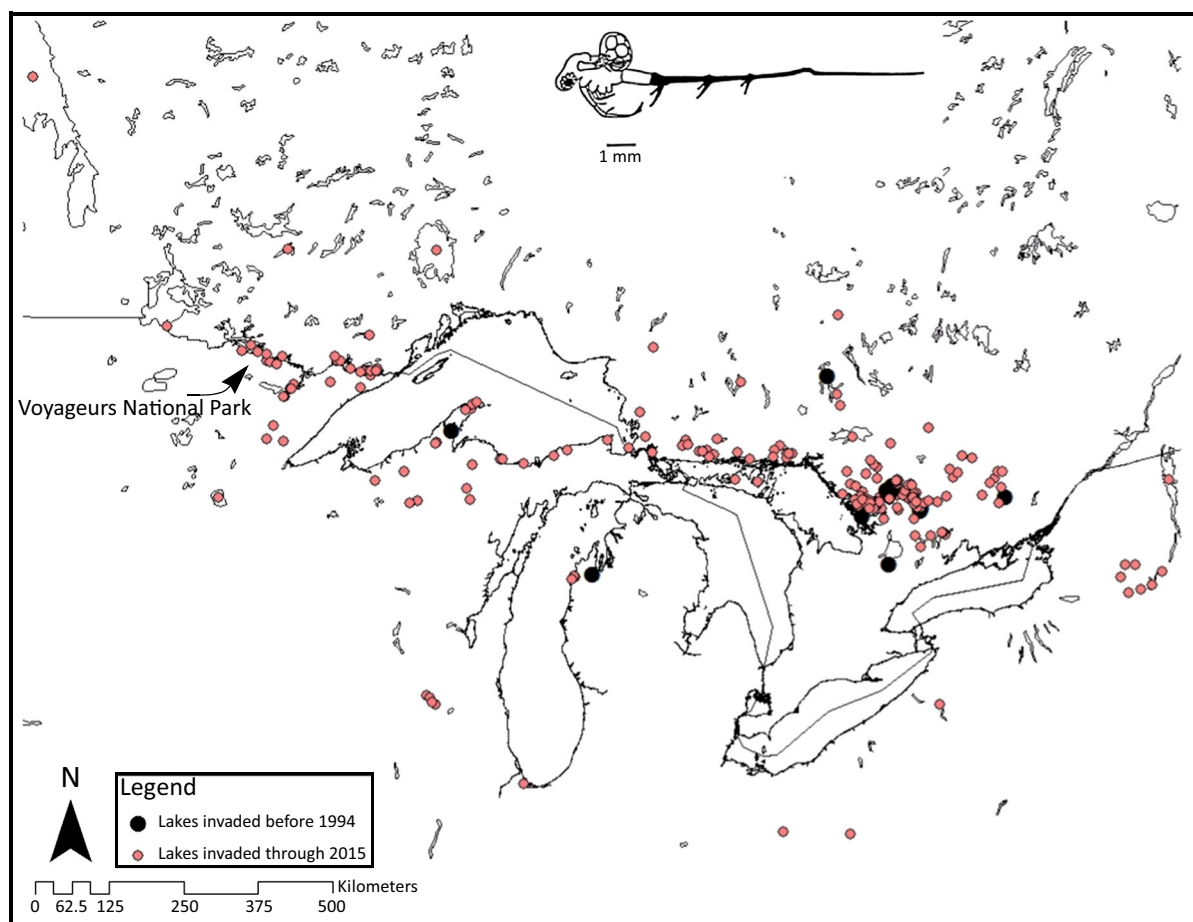 1 mm
Voyageurs National Park
N
Legend
Lakes invaded before 1994
Lakes invaded through 2015
Kilometers
0 62.5 125 250 375 500